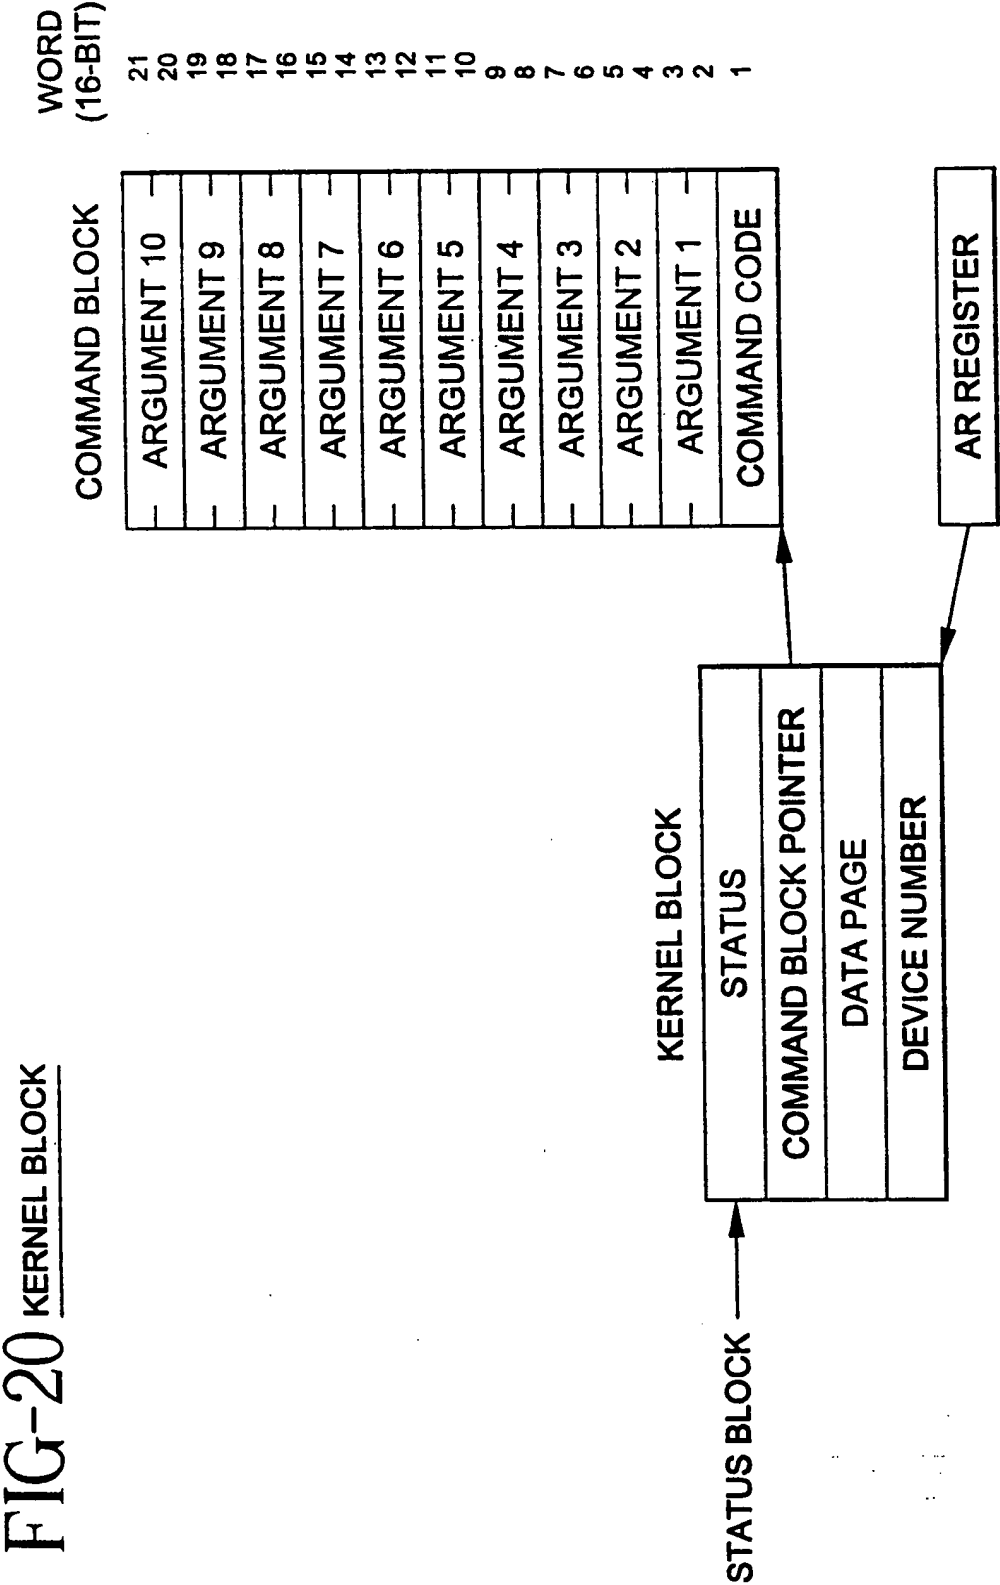 FIG-20 KERNEL BLOCK
COMMAND BLOCK
WORD
(16-BIT)
ARGUMENT 10
21
20
ARGUMENT 9
19
18
ARGUMENT 8
17
16
ARGUMENT 7
15
14
ARGUMENT 6
13
12
ARGUMENT 5
11
10
ARGUMENT 4
9
8
ARGUMENT 3
7
6
ARGUMENT 2
5
4
ARGUMENT 1
3
2
COMMAND CODE
1
KERNEL BLOCK
STATUS BLOCK
STATUS
COMMAND BLOCK POINTER
DATA PAGE
DEVICE NUMBER
AR REGISTER